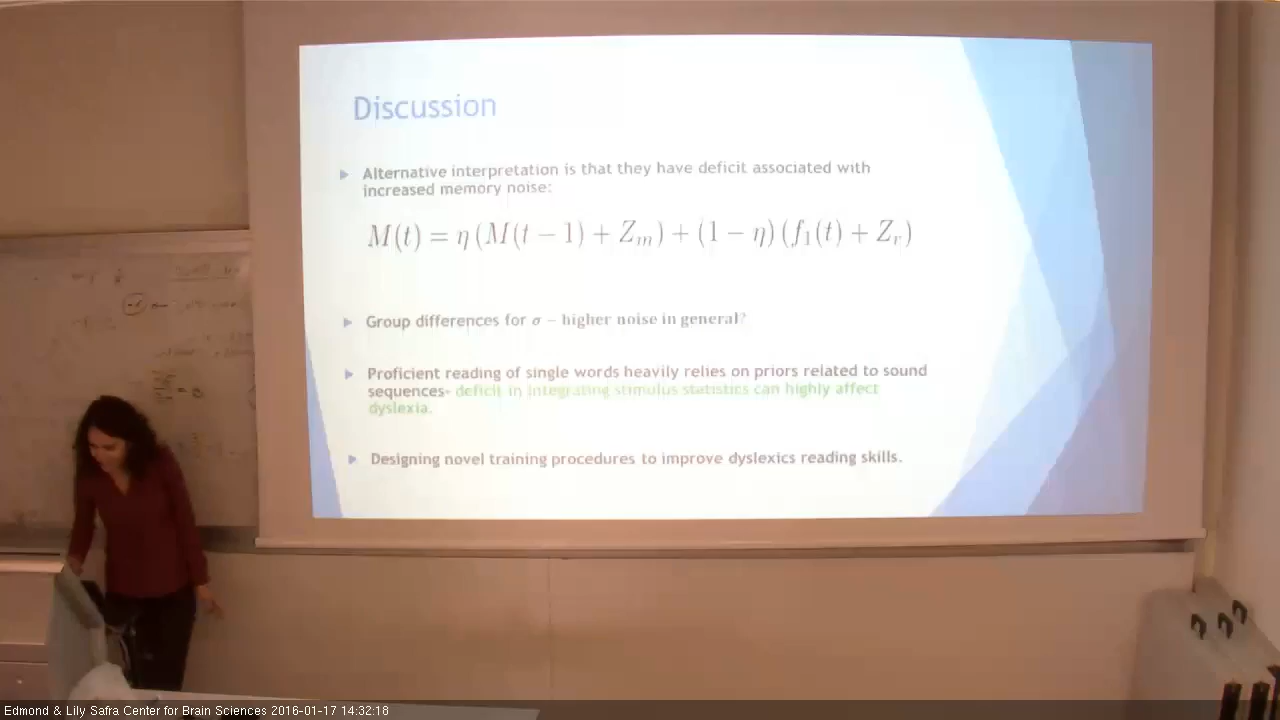 Discussion
Alternative interpretation is that they have deficit associated with
increased memory noise:
M(t) = η (M(t − 1) + Z_m) + (1 − η) (f_1(t) + Z_r)
Group differences for σ – higher noise in general?
Proficient reading of single words heavily relies on priors related to sound
sequences- deficit in integrating stimulus statistics can highly affect
dyslexia.
Designing novel training procedures to improve dyslexics reading skills.
Edmond & Lily Safra Center for Brain Sciences 2016-01-17 14:32:18